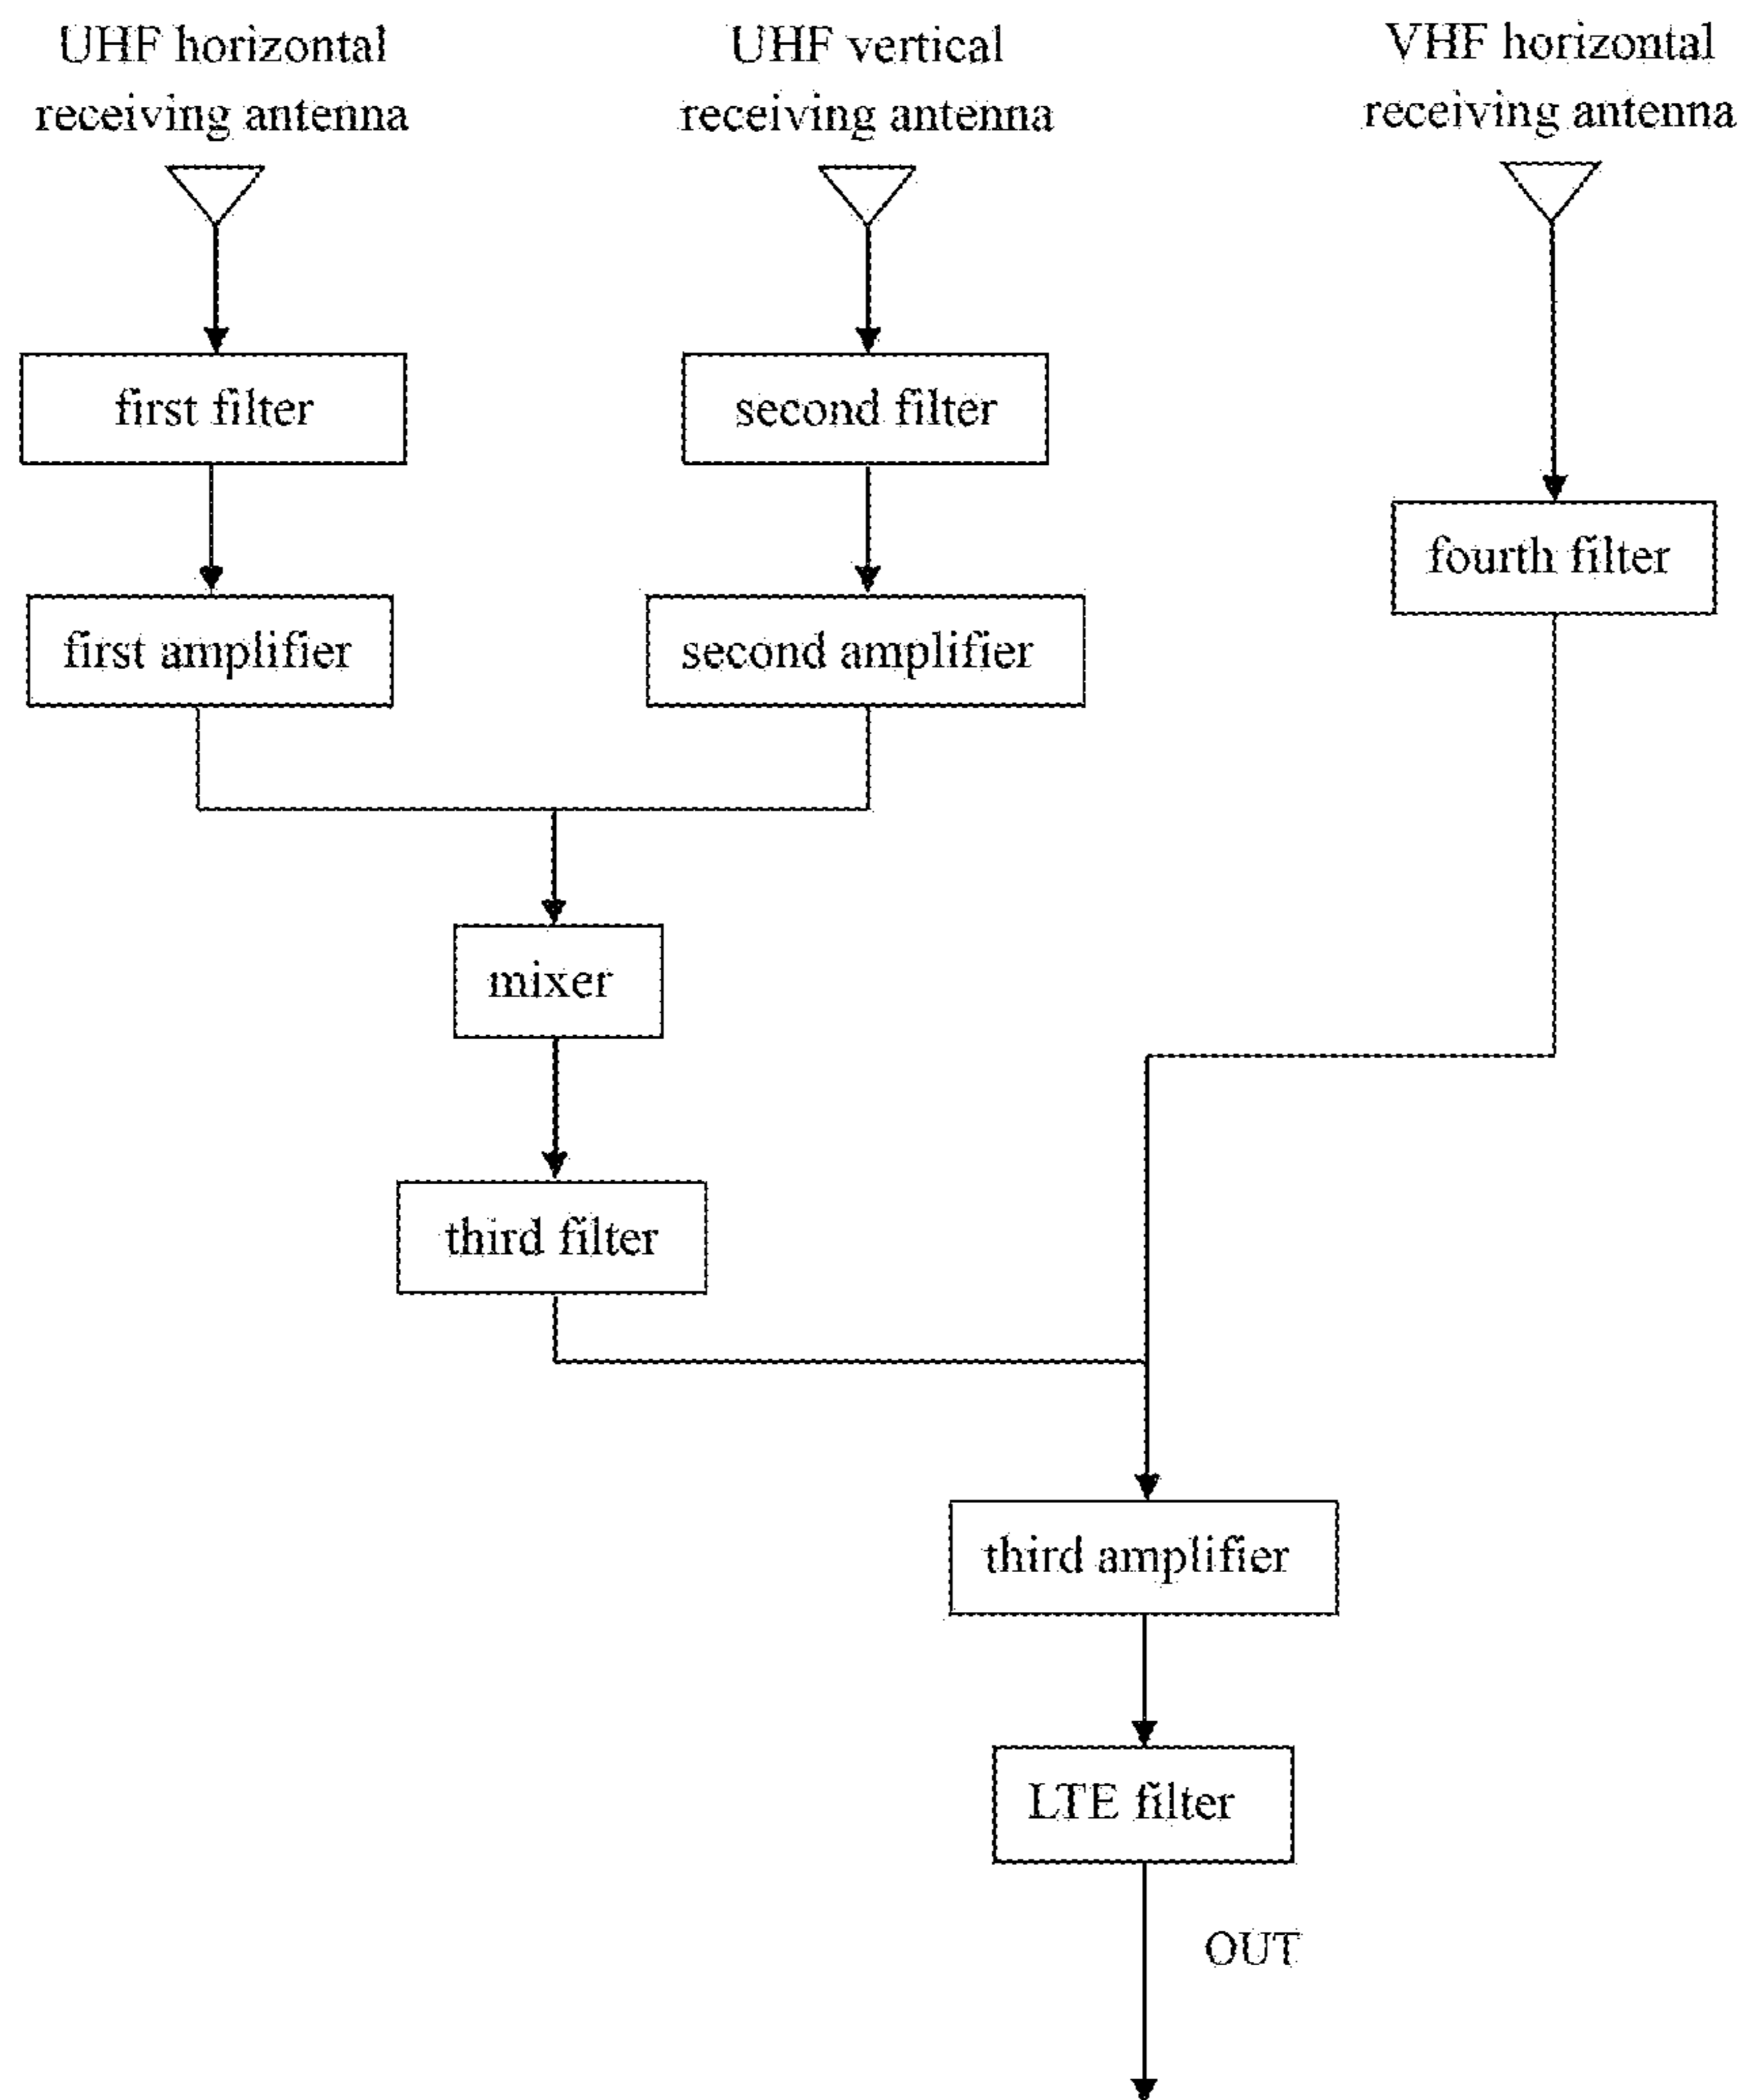 UHF horizontal
receiving antenna
UHF vertical
receiving antenna
VHF horizontal
receiving antenna
first filter
second filter
fourth filter
first amplifier
second amplifier
mixer
third filter
third amplifier
LTE filter
OUT